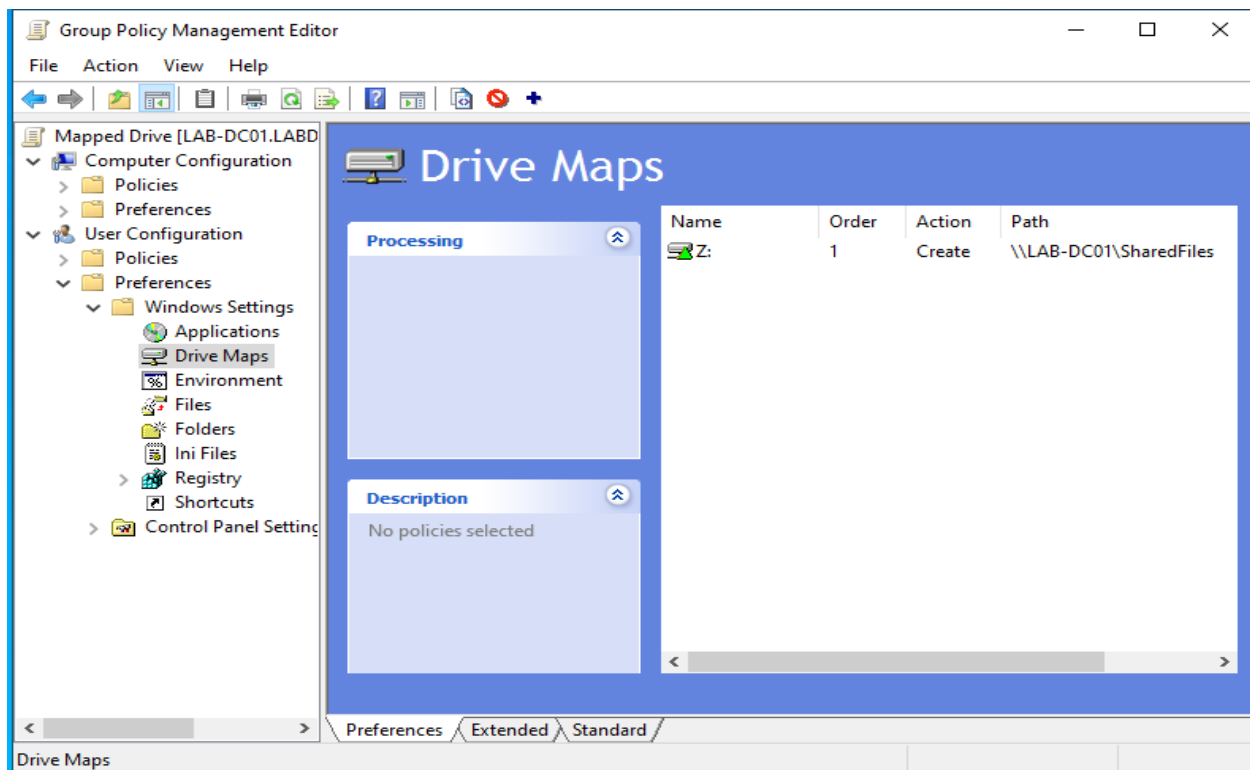 Group Policy Management Editor
File Action View Help
Mapped Drive [LAB-DC01.LABD
Computer Configuration
Policies
Preferences
User Configuration
Policies
Preferences
Windows Settings
Applications
Drive Maps
Environment
Files
Folders
Ini Files
Registry
Shortcuts
Control Panel Setting
Drive Maps
Processing
Description
No policies selected
Name Order Action Path
Z: 1 Create \\LAB-DC01\SharedFiles
Preferences Extended Standard
Drive Maps